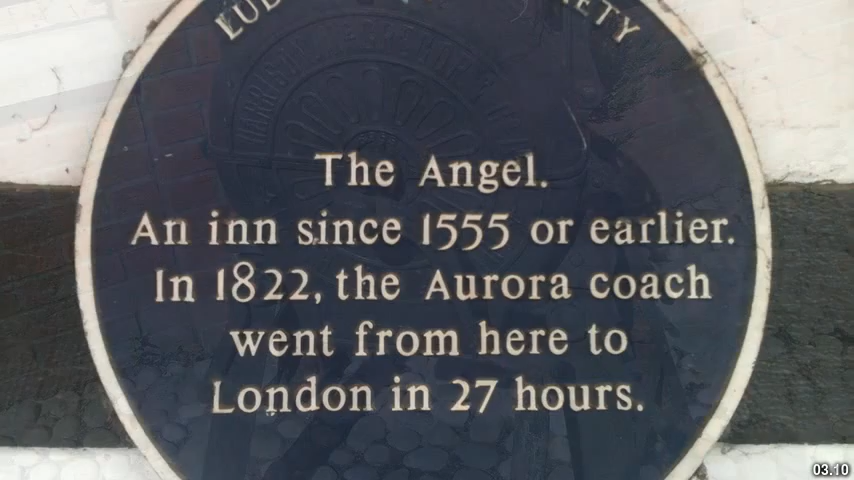 The Angel.
An inn since 1555 or earlier.
In 1822, the Aurora coach
went from here to
London in 27 hours.
03.10